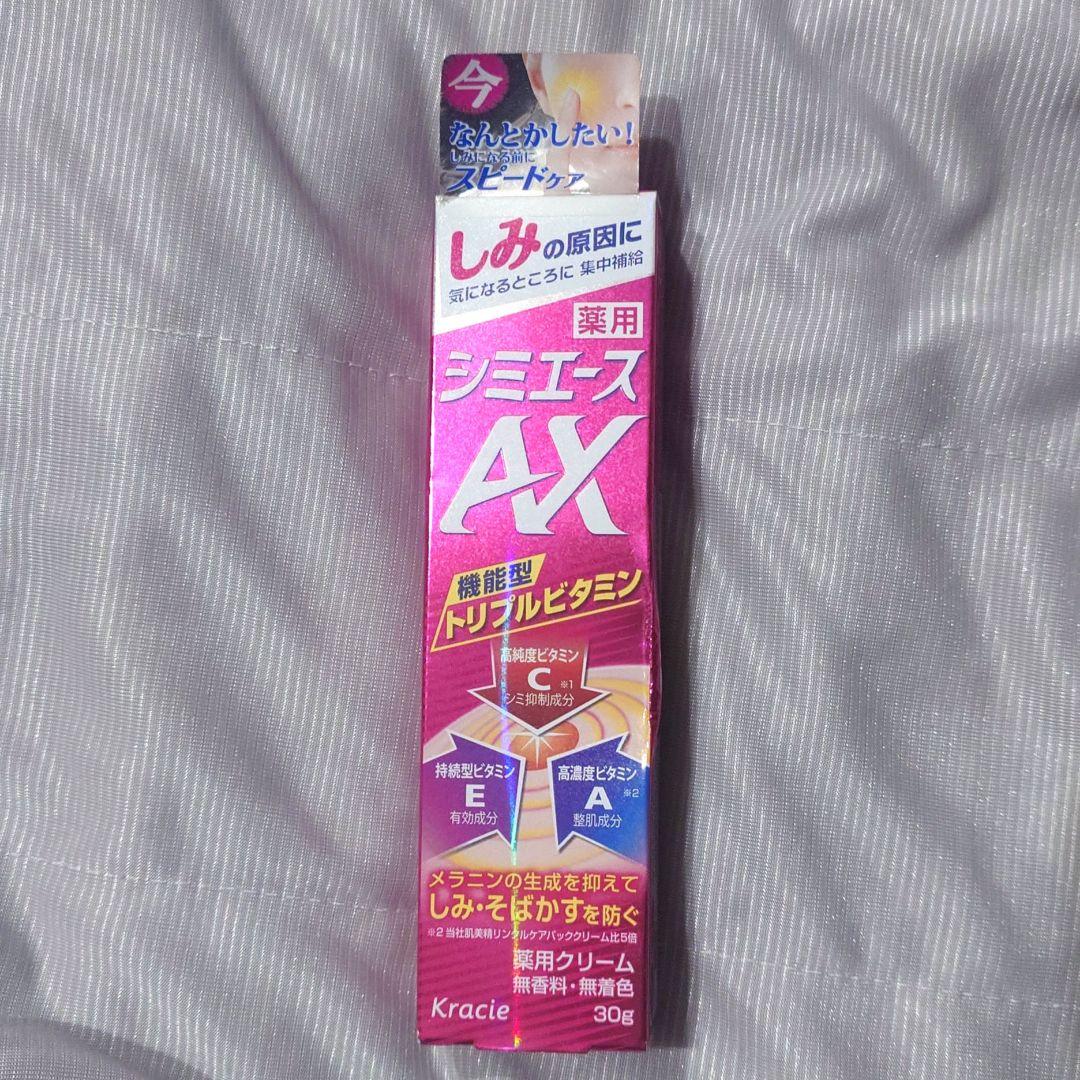 今
なんとかしたい！
しみになる前に
スピードケア
しみの原因に
気になるところに 集中補給
薬用
シミエース
AX
機能型
トリプルビタミン
高純度ビタミン
C ※1
シミ抑制成分
持続型ビタミン
E
有効成分
高濃度ビタミン
A ※2
整肌成分
メラニンの生成を抑えて
しみ・そばかすを防ぐ
※2 当社肌美精リンクルケアパッククリーム比5倍
薬用クリーム
無香料・無着色
Kracie 30g